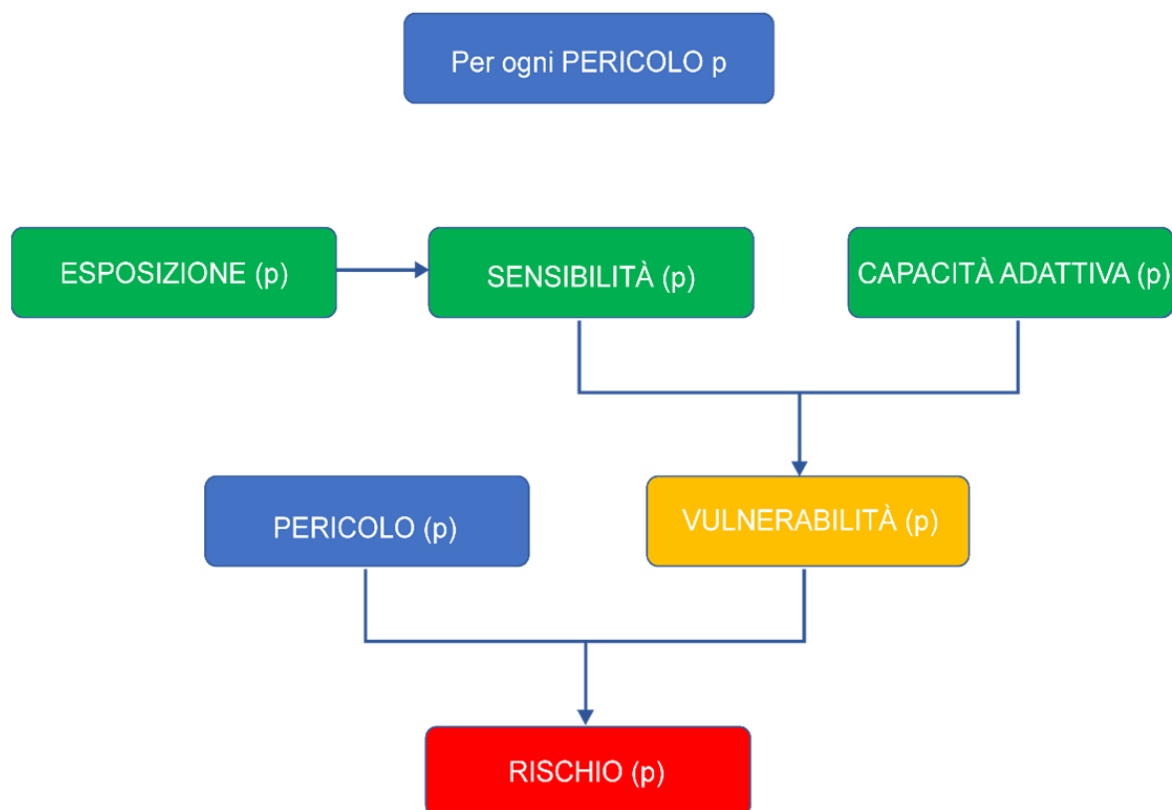 Per ogni PERICOLO p
ESPOSIZIONE (p)
SENSIBILITÀ (p)
CAPACITÀ ADATTIVA (p)
PERICOLO (p)
VULNERABILITÀ (p)
RISCHIO (p)